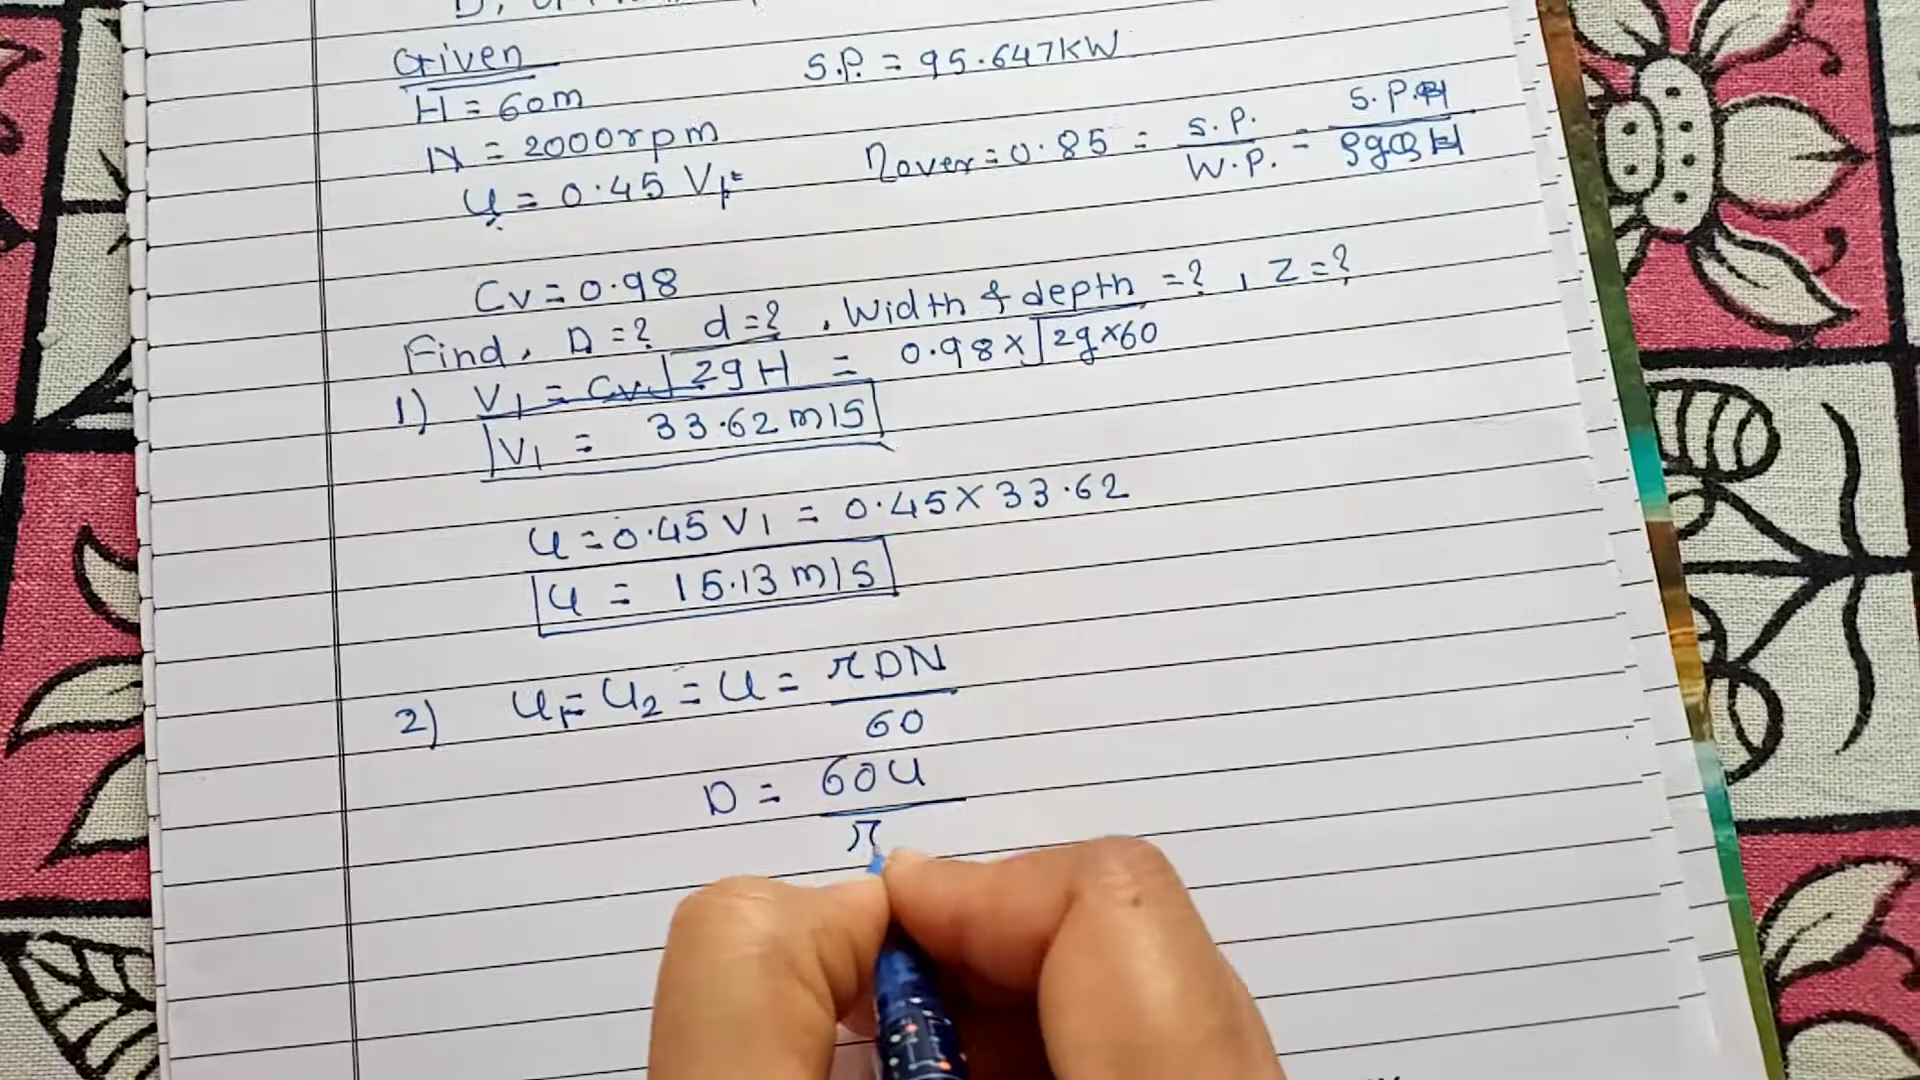 Given
S.P. = 95.647KW
H = 60m
N = 2000rpm
ηover = 0.85 = S.P. / W.P. = S.P. / ρgQH
u = 0.45 V1
Cv = 0.98
Find, D = ? d = ?, Width & depth = ?, Z = ?
1) V1 = Cv √2gH = 0.98 × √2g×60
V1 = 33.62 m/s
u = 0.45 V1 = 0.45 × 33.62
u = 15.13 m/s
2) u1 = u2 = u = πDN / 60
D = 60u / π